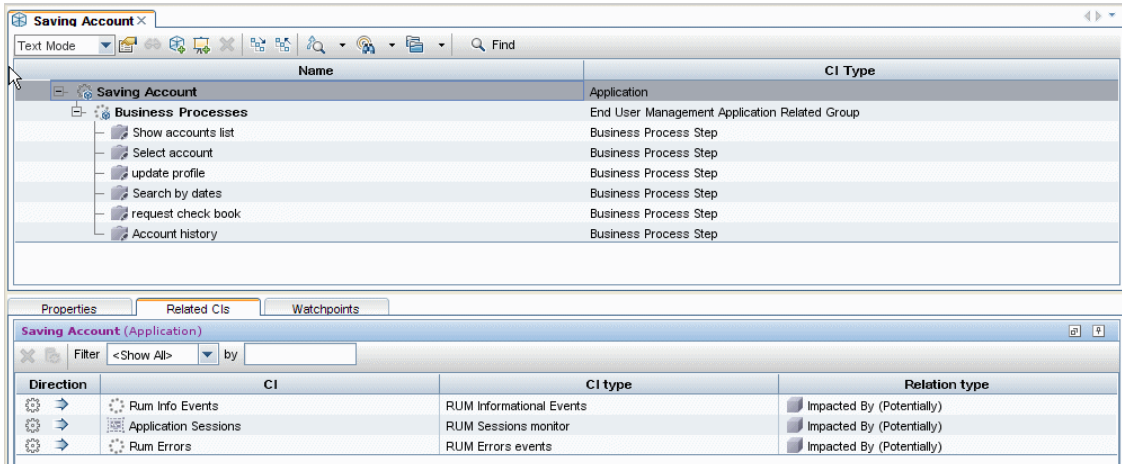 Saving Account
Text Mode Find
Name CI Type
Saving Account Application
Business Processes End User Management Application Related Group
Show accounts list Business Process Step
Select account Business Process Step
update profile Business Process Step
Search by dates Business Process Step
request check book Business Process Step
Account history Business Process Step
Properties Related CIs Watchpoints
Saving Account (Application)
Filter <Show All> by
Direction CI CI type Relation type
Rum Info Events RUM Informational Events Impacted By (Potentially)
Application Sessions RUM Sessions monitor Impacted By (Potentially)
Rum Errors RUM Errors events Impacted By (Potentially)